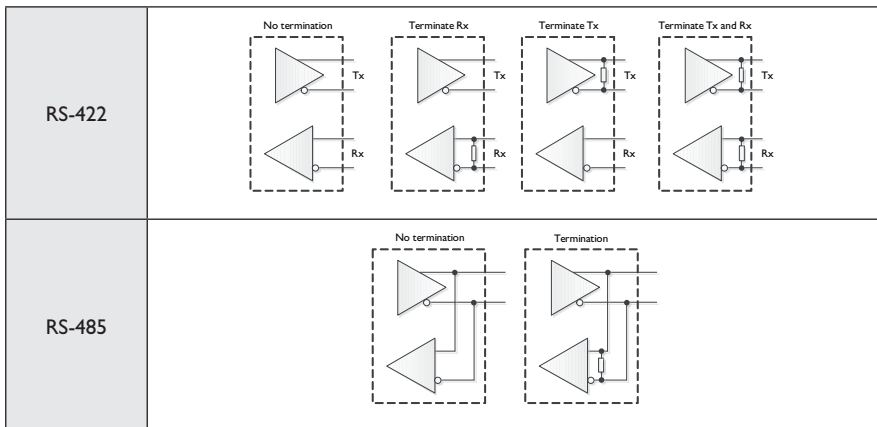 RS-422
No termination
Terminate Rx
Terminate Tx
Terminate Tx and Rx
Tx
Tx
Tx
Tx
Rx
Rx
Rx
Rx
RS-485
No termination
Termination